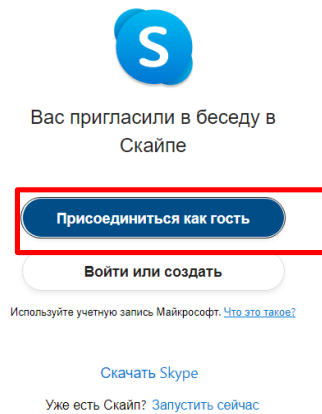 S
Вас пригласили в беседу в
Скайпе
Присоединиться как гость
Войти или создать
Используйте учетную запись Майкрософт. Что это такое?
Скачать Skype
Уже есть Скайп? Запустить сейчас